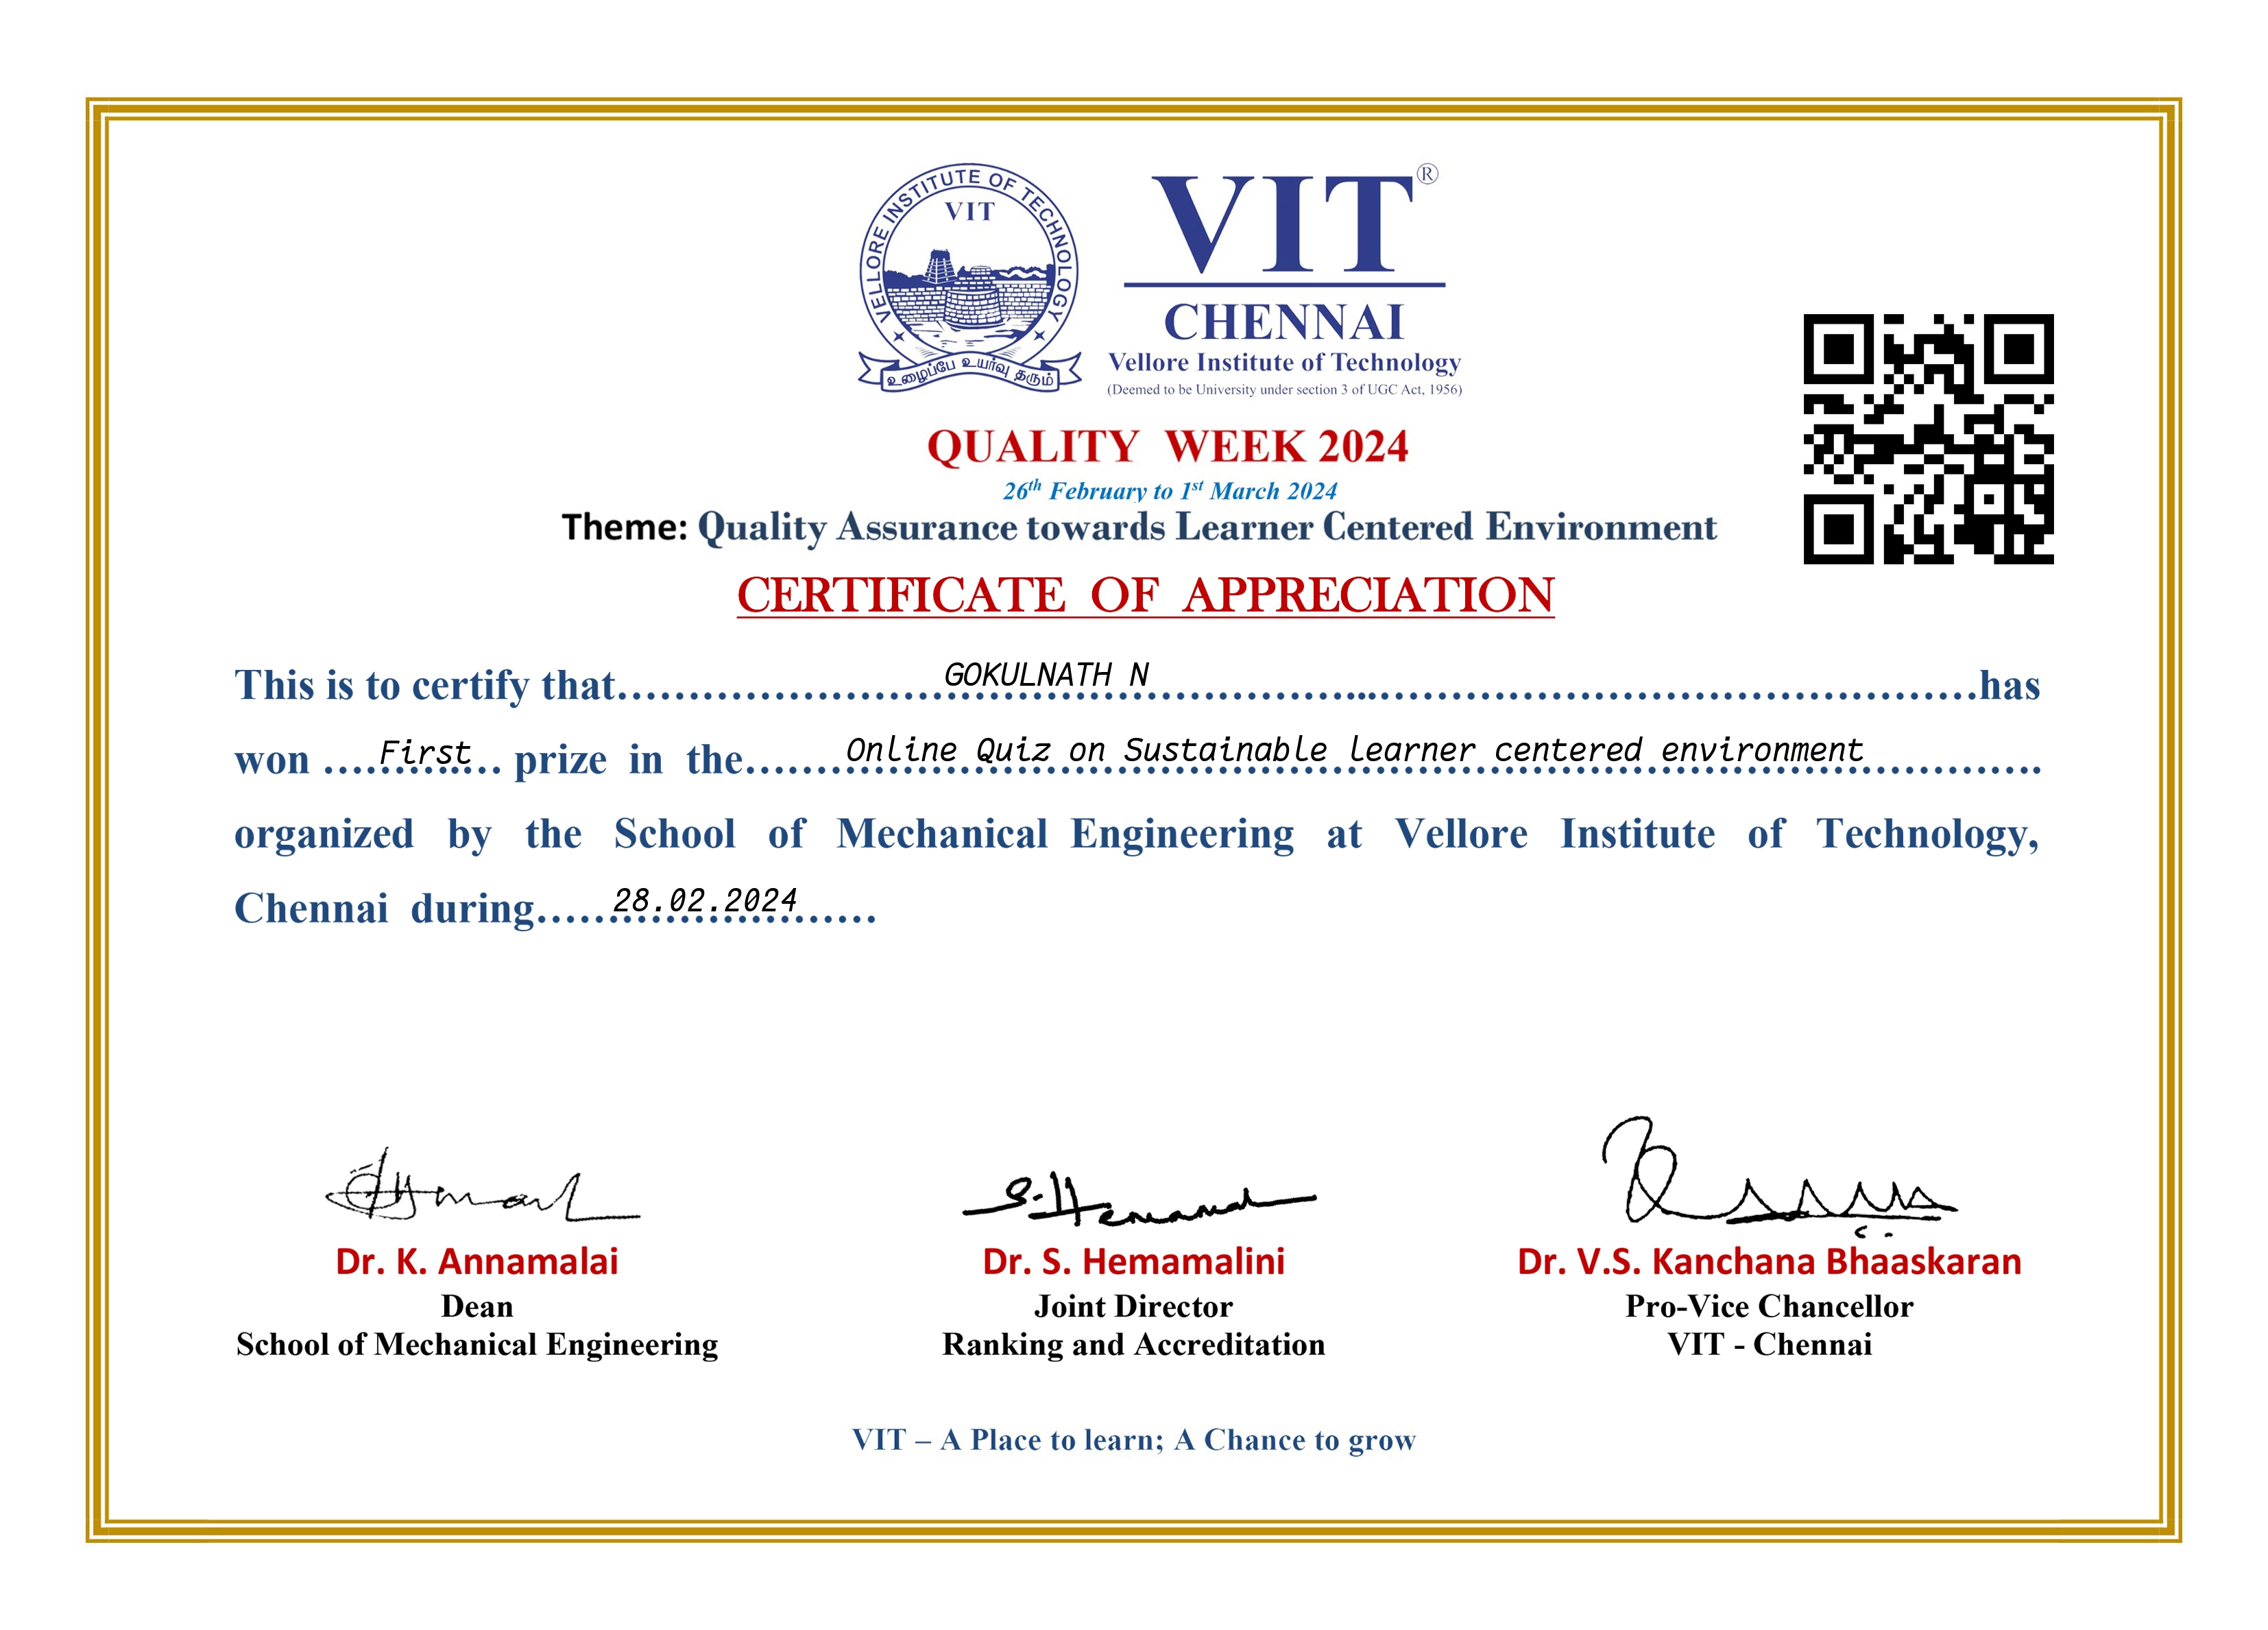 VELLORE INSTITUTE OF TECHNOLOGY
VIT
உழைப்பே உயர்வு தரும்
VIT®
CHENNAI
Vellore Institute of Technology
(Deemed to be University under section 3 of UGC Act, 1956)
QUALITY WEEK 2024
26th February to 1st March 2024
Theme: Quality Assurance towards Learner Centered Environment
CERTIFICATE OF APPRECIATION
This is to certify that GOKULNATH N has
won First prize in the Online Quiz on Sustainable learner centered environment
organized by the School of Mechanical Engineering at Vellore Institute of Technology,
Chennai during 28.02.2024
S. Hemamal
Dr. K. Annamalai
Dr. S. Hemamalini
Dr. V.S. Kanchana Bhaaskaran
Dean
Joint Director
Pro-Vice Chancellor
School of Mechanical Engineering
Ranking and Accreditation
VIT - Chennai
VIT – A Place to learn; A Chance to grow